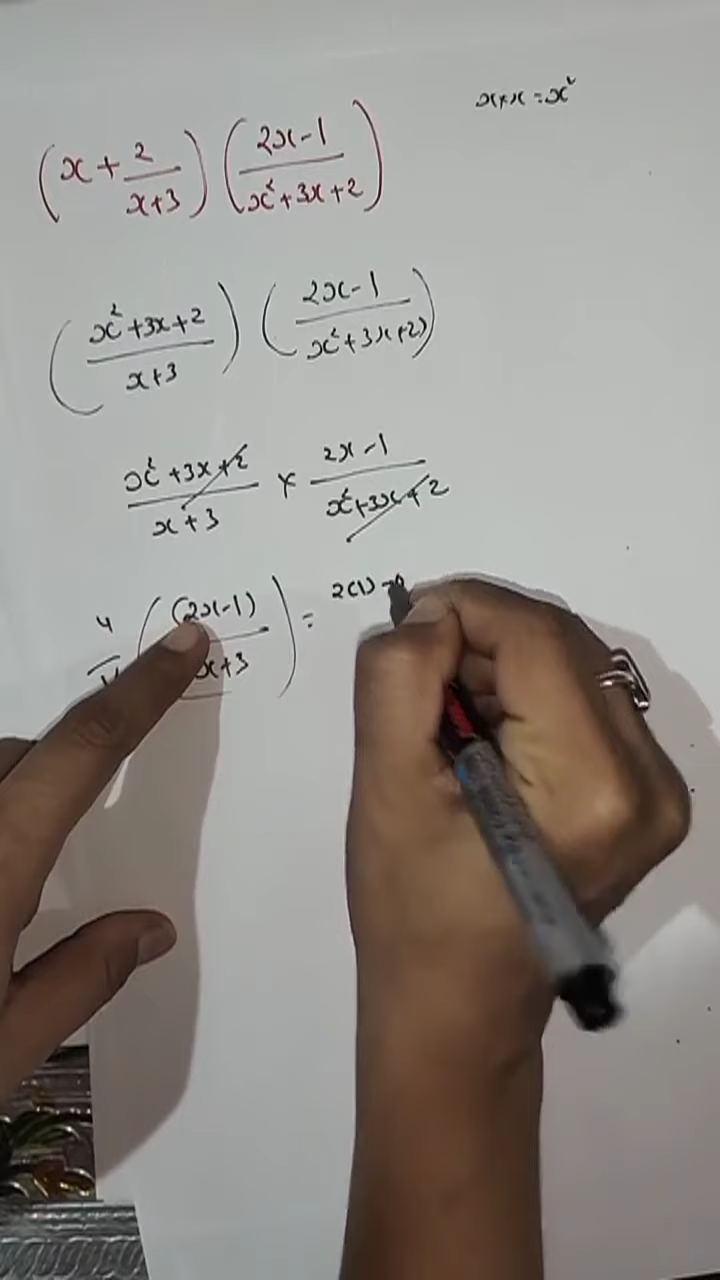 x×x = x²
(x + 2/(x+3)) ((2x-1)/(x²+3x+2))
((x²+3x+2)/(x+3)) ((2x-1)/(x²+3x+2))
(x²+3x+2)/(x+3) × (2x-1)/(x²+3x+2)
((2x-1)/(x+3)) = 2(1) -